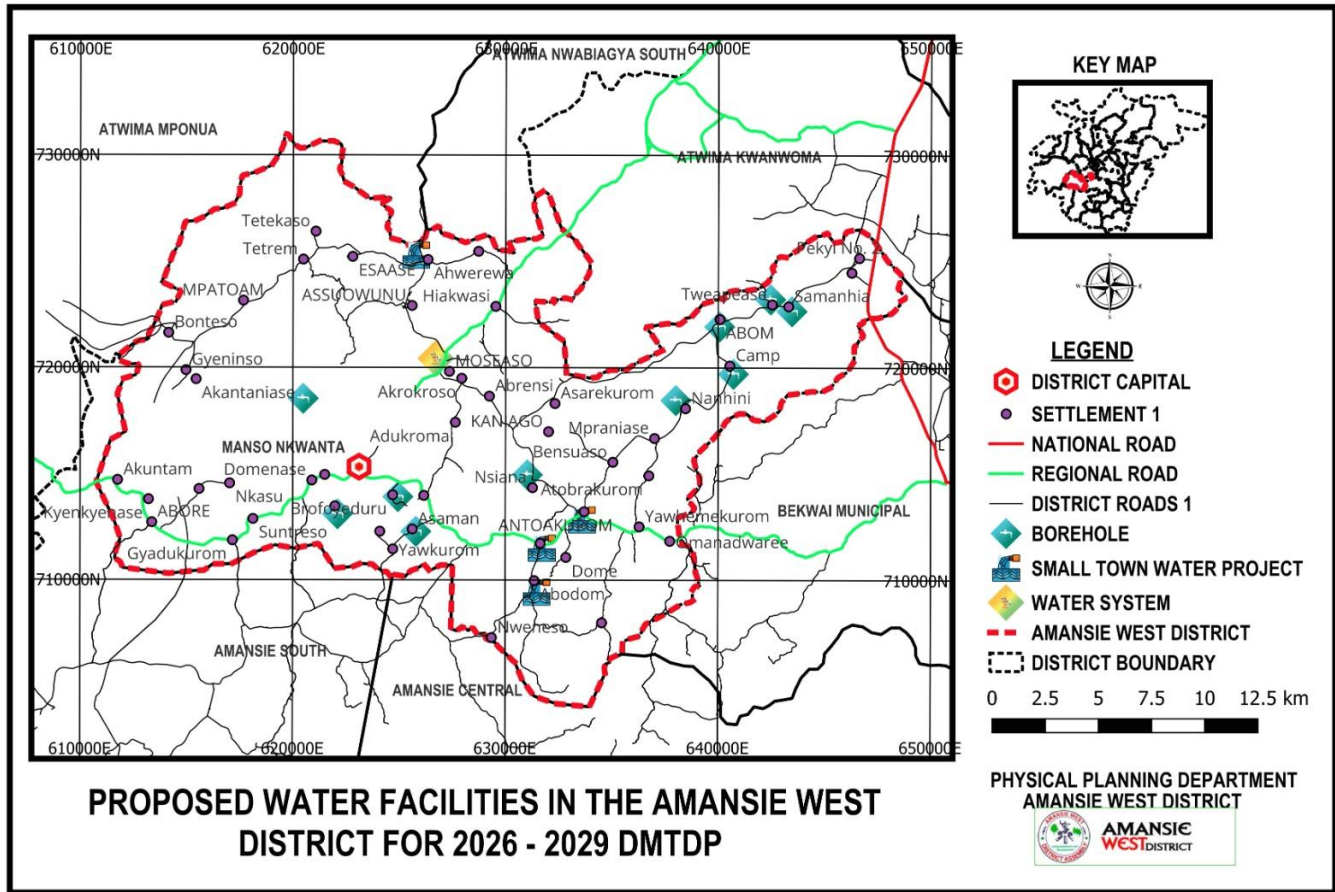 610000E 620000E 630000E 640000E 650000E
ATWIMA NWABIAGYA SOUTH
ATWIMA MPONUA
730000N 730000N
ATWIMA KWANWOMA
Tetekaso
Tetrem
ESAASE
Ahwerewa
Pekyi No. 2
MPATOAM
ASSUOWUNU
Hiakwasi
Tweapease
Samanhia
Bonteso
ABOM
Gyeninso
720000N 720000N
MOSEASO
Camp
Akantaniase
Akrokroso
Abrensi
Asarekurom
Nanhini
KANIAGO
Mpraniase
Adukroma
MANSO NKWANTA
Bensuaso
Akuntam
Domenase
Nsiana
Atobrakurom
Nkasu
Kyenkyenase
ABORE
Brofoyeduru
Asaman
ANTOAKUROM
Yawhemekurom
BEKWAI MUNICIPAL
Suntreso
Gyadukurom
Yawkurom
Omanadwaree
Dome
710000N 710000N
Abodom
Nweneso
AMANSIE SOUTH
AMANSIE CENTRAL
610000E 620000E 630000E 640000E 650000E
PROPOSED WATER FACILITIES IN THE AMANSIE WEST
DISTRICT FOR 2026 - 2029 DMTDP
KEY MAP
LEGEND
DISTRICT CAPITAL
SETTLEMENT 1
NATIONAL ROAD
REGIONAL ROAD
DISTRICT ROADS 1
BOREHOLE
SMALL TOWN WATER PROJECT
WATER SYSTEM
AMANSIE WEST DISTRICT
DISTRICT BOUNDARY
0 2.5 5 7.5 10 12.5 km
PHYSICAL PLANNING DEPARTMENT
AMANSIE WEST DISTRICT
AMANSIE WEST
DISTRICT ASSEMBLY
AMANSIE
WEST DISTRICT